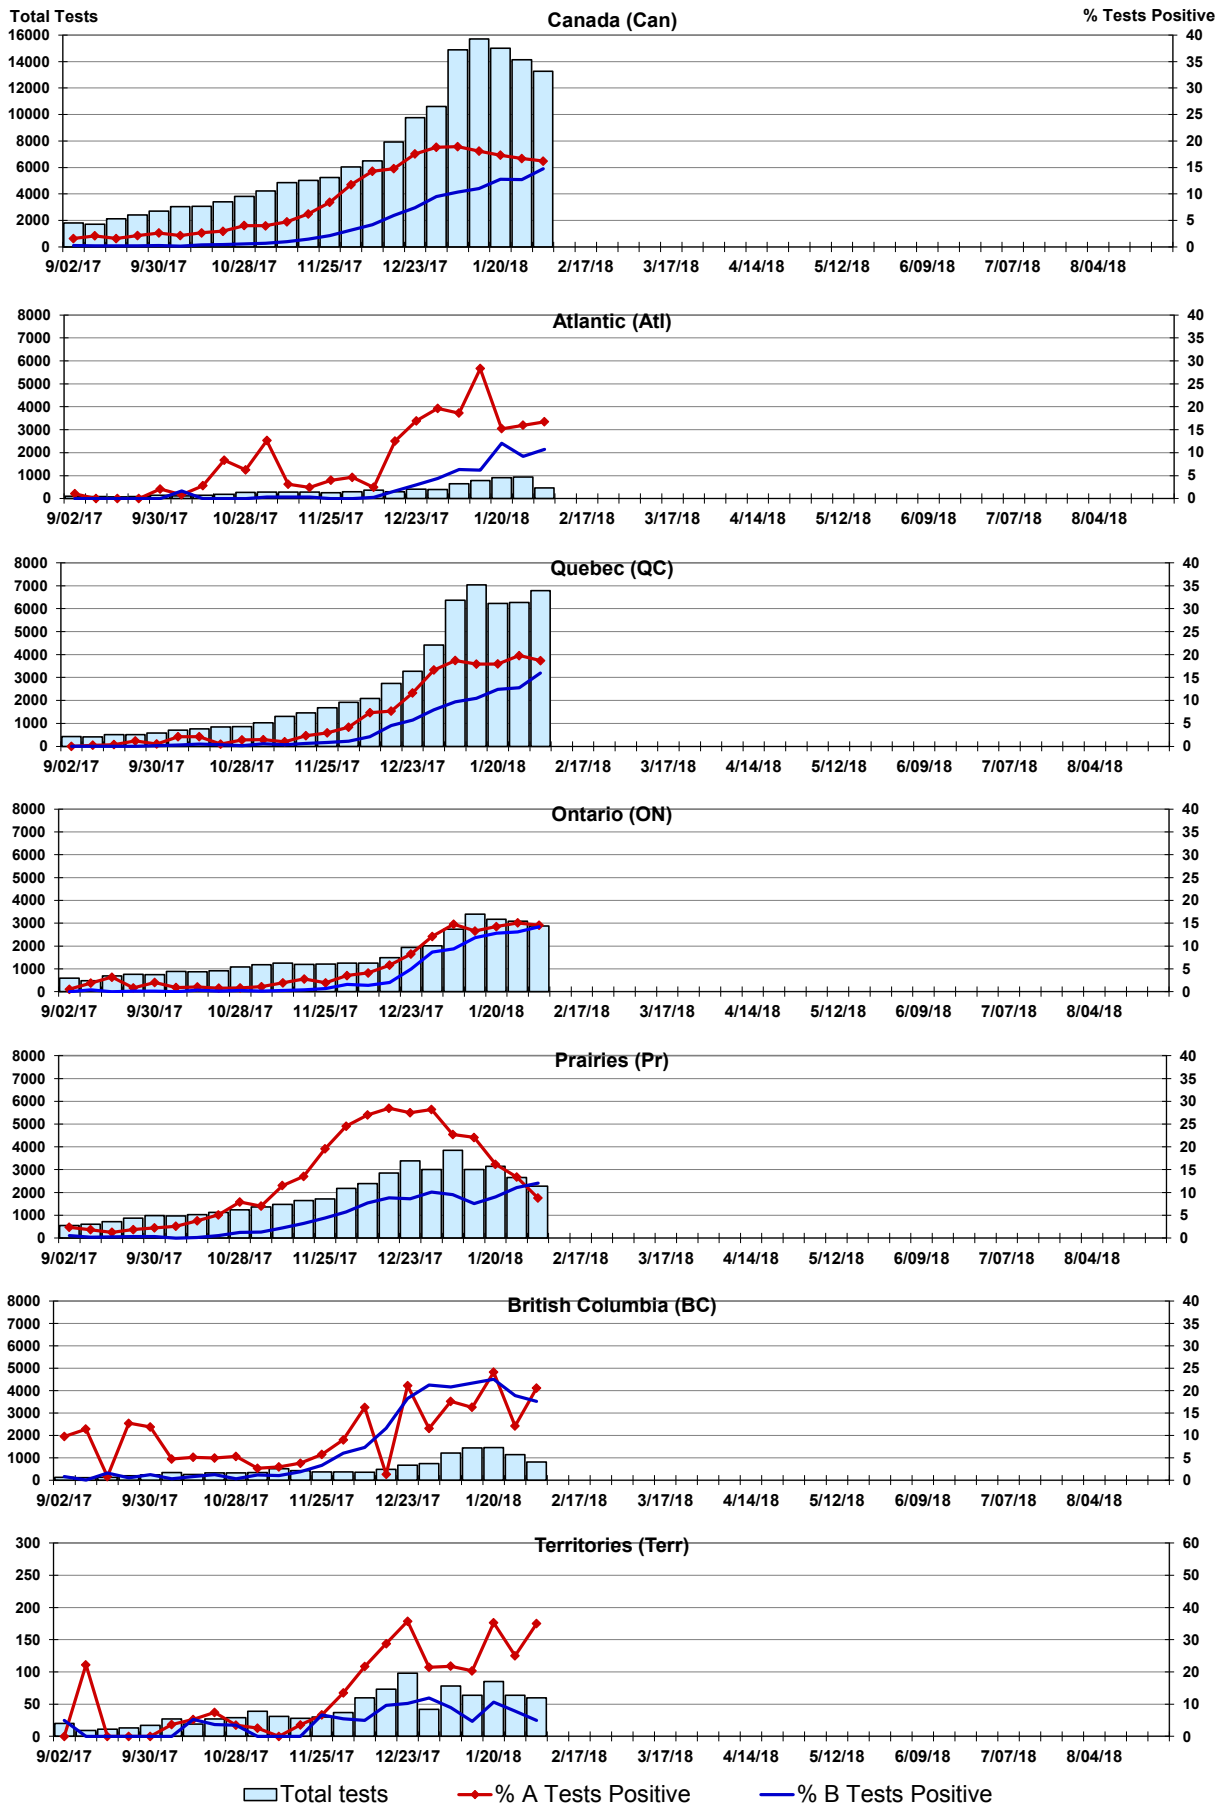 Total Tests
Canada (Can)
% Tests Positive
16000 14000 12000 10000 8000 6000 4000 2000 0
40 35 30 25 20 15 10 5 0
9/02/17 9/30/17 10/28/17 11/25/17 12/23/17 1/20/18 2/17/18 3/17/18 4/14/18 5/12/18 6/09/18 7/07/18 8/04/18
Atlantic (Atl)
8000 7000 6000 5000 4000 3000 2000 1000 0
40 35 30 25 20 15 10 5 0
9/02/17 9/30/17 10/28/17 11/25/17 12/23/17 1/20/18 2/17/18 3/17/18 4/14/18 5/12/18 6/09/18 7/07/18 8/04/18
Quebec (QC)
8000 7000 6000 5000 4000 3000 2000 1000 0
40 35 30 25 20 15 10 5 0
9/02/17 9/30/17 10/28/17 11/25/17 12/23/17 1/20/18 2/17/18 3/17/18 4/14/18 5/12/18 6/09/18 7/07/18 8/04/18
Ontario (ON)
8000 7000 6000 5000 4000 3000 2000 1000 0
40 35 30 25 20 15 10 5 0
9/02/17 9/30/17 10/28/17 11/25/17 12/23/17 1/20/18 2/17/18 3/17/18 4/14/18 5/12/18 6/09/18 7/07/18 8/04/18
Prairies (Pr)
8000 7000 6000 5000 4000 3000 2000 1000 0
40 35 30 25 20 15 10 5 0
9/02/17 9/30/17 10/28/17 11/25/17 12/23/17 1/20/18 2/17/18 3/17/18 4/14/18 5/12/18 6/09/18 7/07/18 8/04/18
British Columbia (BC)
8000 7000 6000 5000 4000 3000 2000 1000 0
40 35 30 25 20 15 10 5 0
9/02/17 9/30/17 10/28/17 11/25/17 12/23/17 1/20/18 2/17/18 3/17/18 4/14/18 5/12/18 6/09/18 7/07/18 8/04/18
Territories (Terr)
300 250 200 150 100 50 0
60 50 40 30 20 10 0
9/02/17 9/30/17 10/28/17 11/25/17 12/23/17 1/20/18 2/17/18 3/17/18 4/14/18 5/12/18 6/09/18 7/07/18 8/04/18
Total tests % A Tests Positive % B Tests Positive